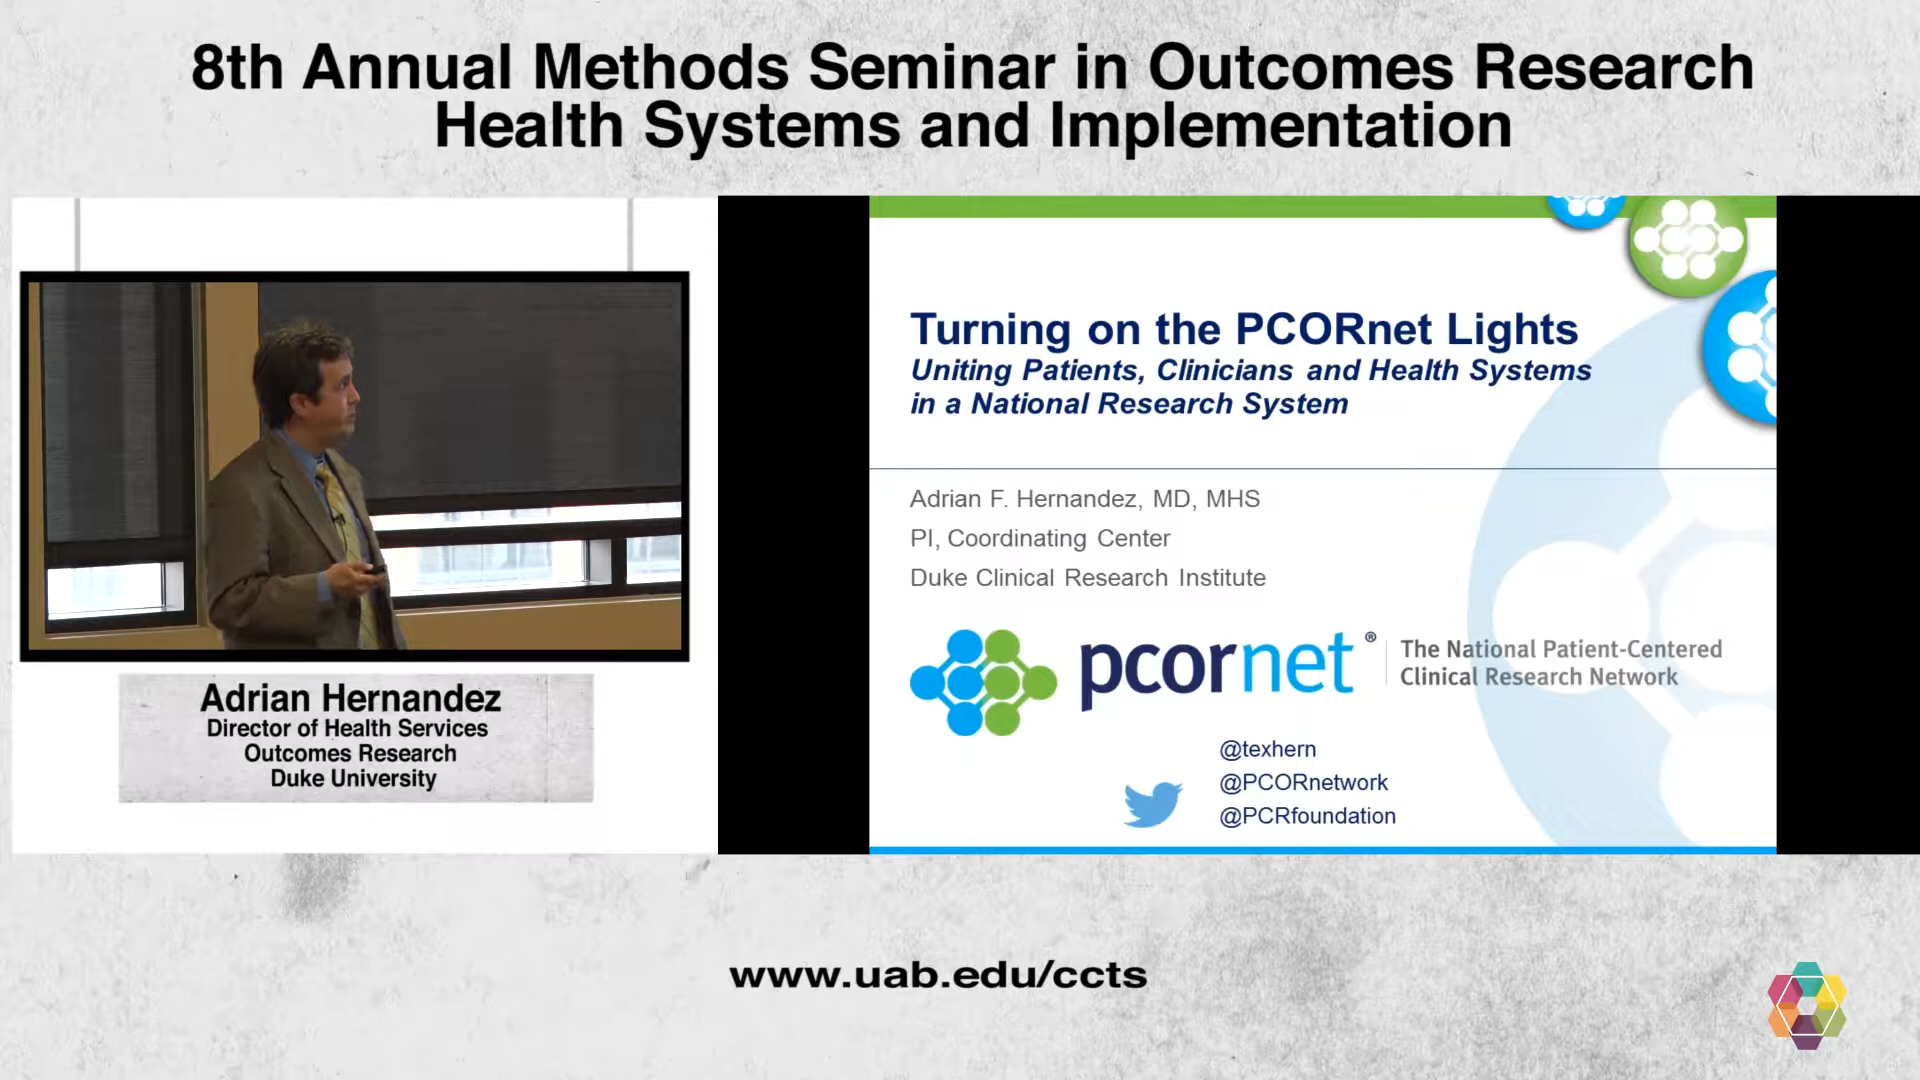 8th Annual Methods Seminar in Outcomes Research
Health Systems and Implementation
Adrian Hernandez
Director of Health Services
Outcomes Research
Duke University
Turning on the PCORnet Lights
Uniting Patients, Clinicians and Health Systems
in a National Research System
Adrian F. Hernandez, MD, MHS
PI, Coordinating Center
Duke Clinical Research Institute
pcornet®
The National Patient-Centered
Clinical Research Network
@texhern
@PCORnetwork
@PCRfoundation
www.uab.edu/ccts